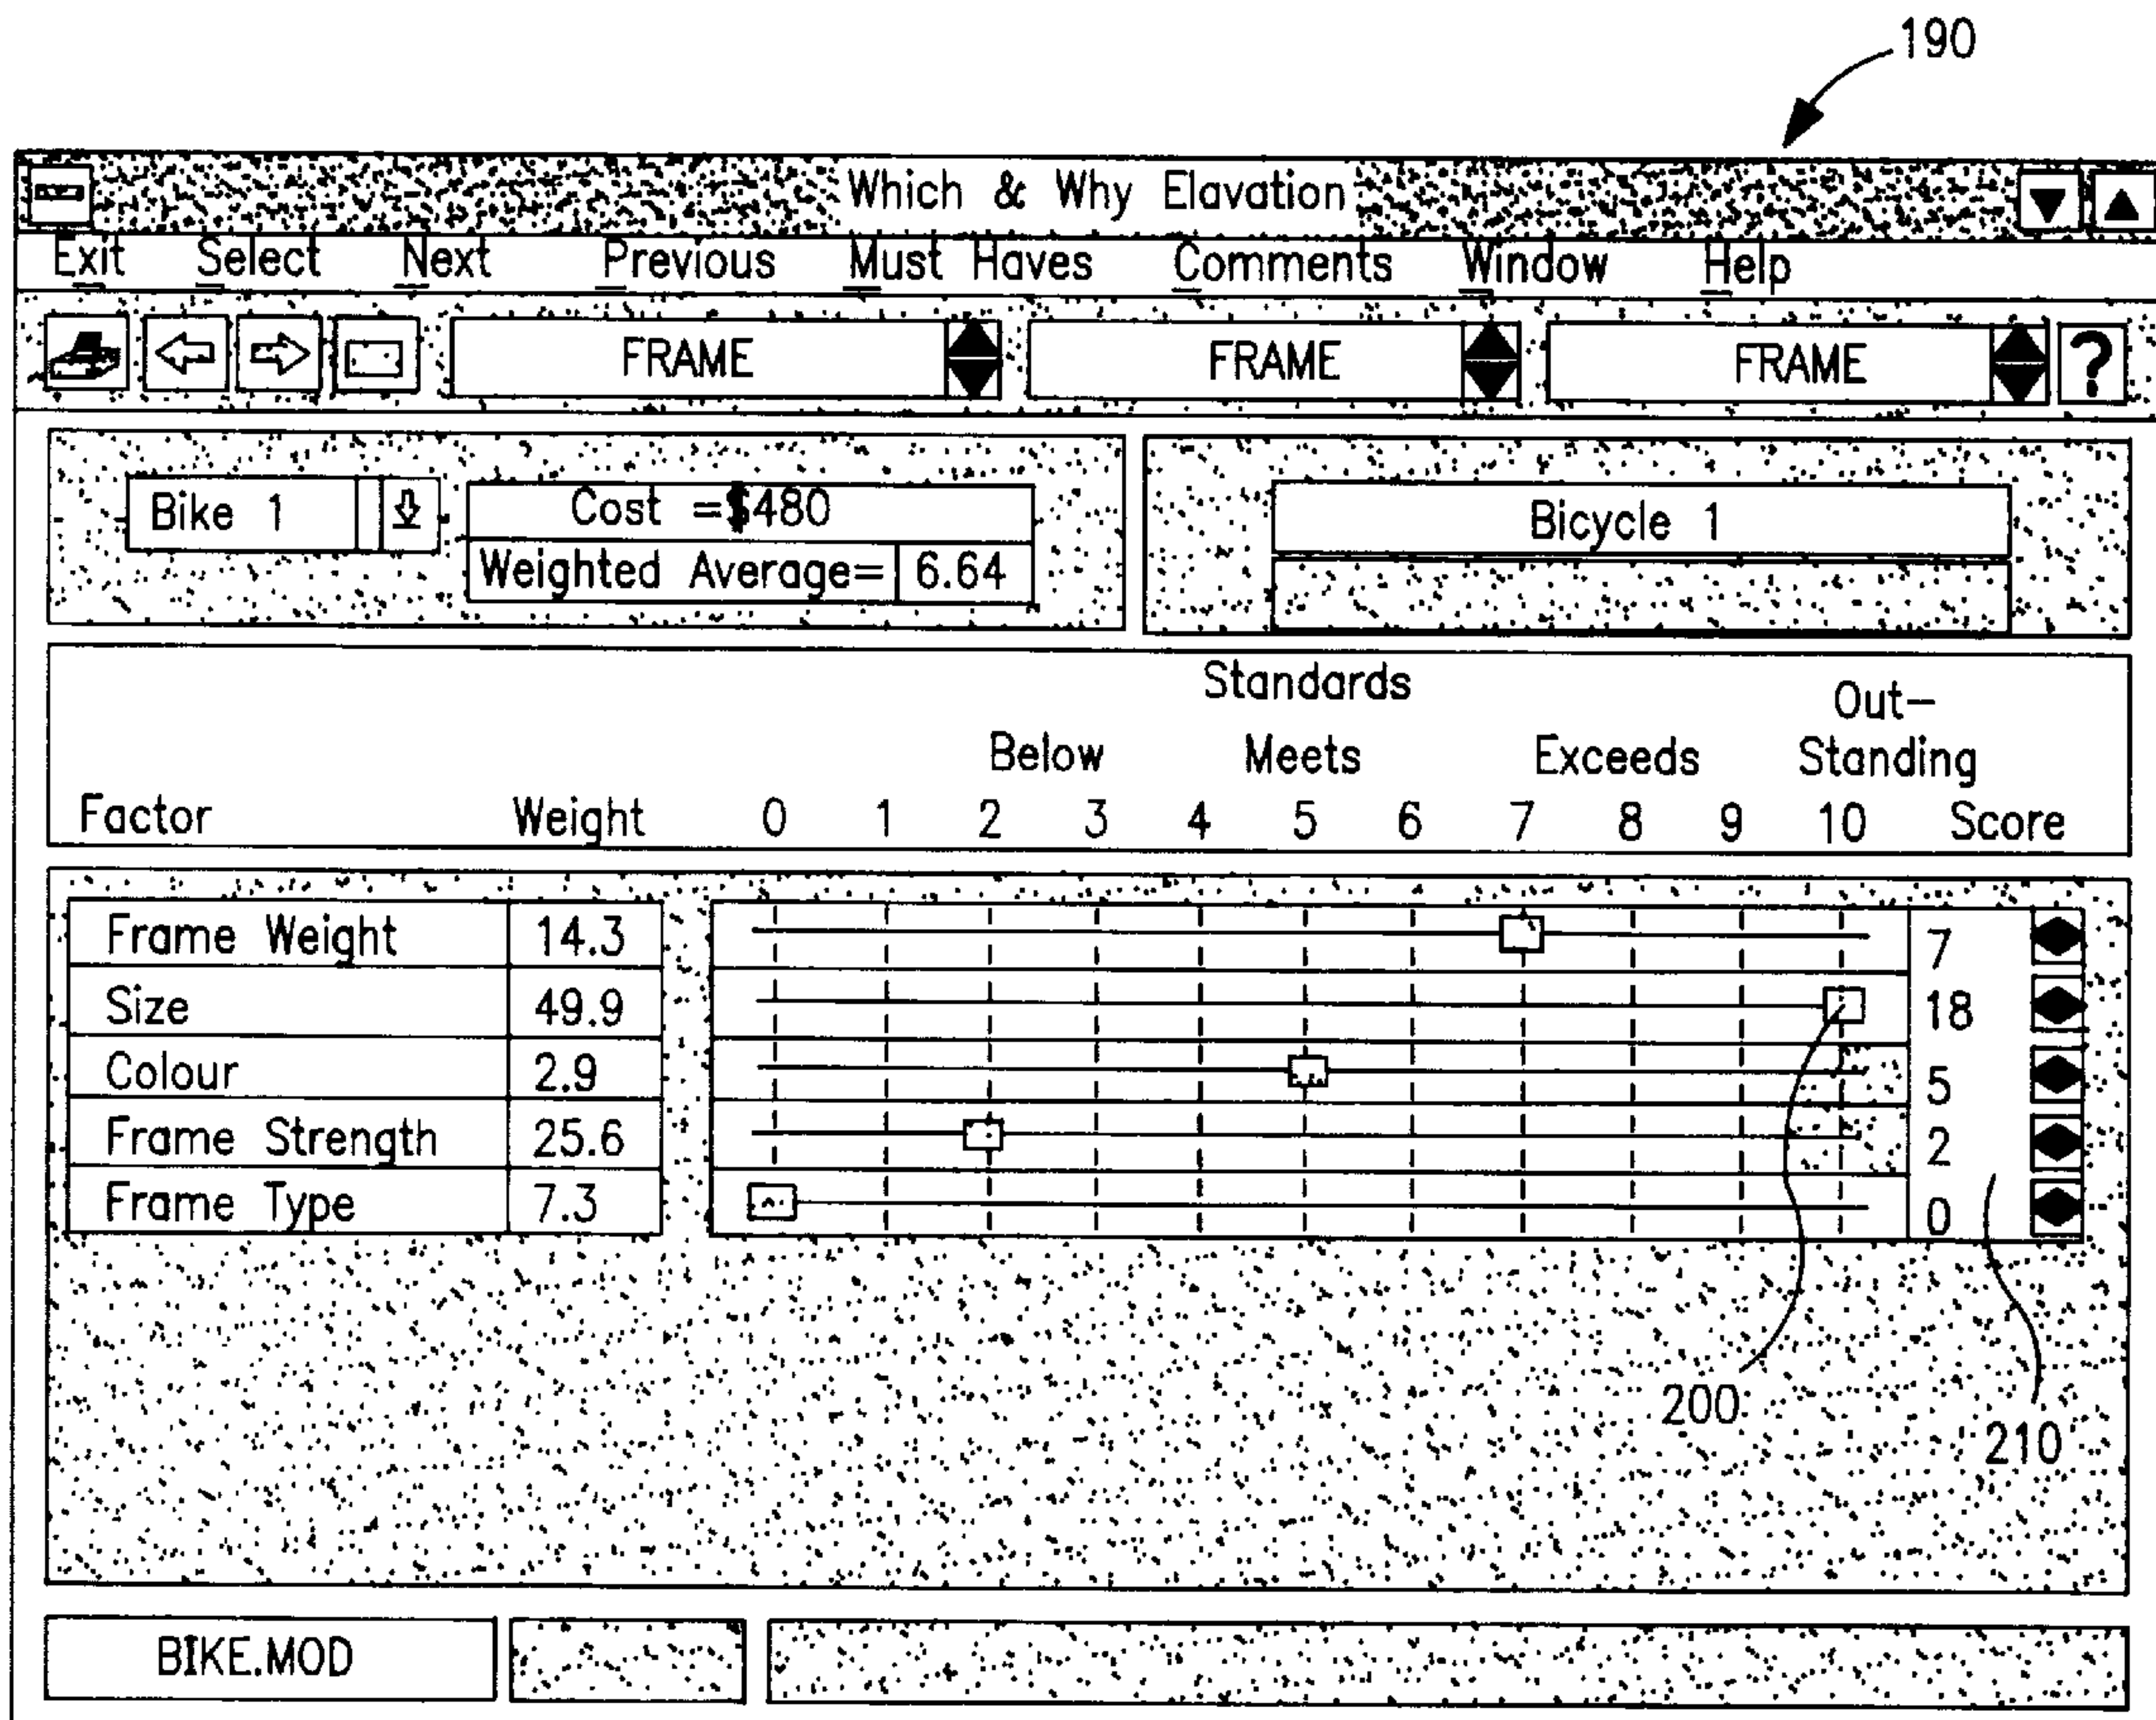 190
Which & Why Elavation
Exit Select Next Previous Must Haves Comments Window Help
FRAME FRAME FRAME ?
Bike 1 Cost =$480 Bicycle 1
Weighted Average= 6.64
Standards
Out-
Below Meets Exceeds Standing
Factor Weight 0 1 2 3 4 5 6 7 8 9 10 Score
Frame Weight 14.3 7
Size 49.9 18
Colour 2.9 5
Frame Strength 25.6 2
Frame Type 7.3 0
200
210
BIKE.MOD